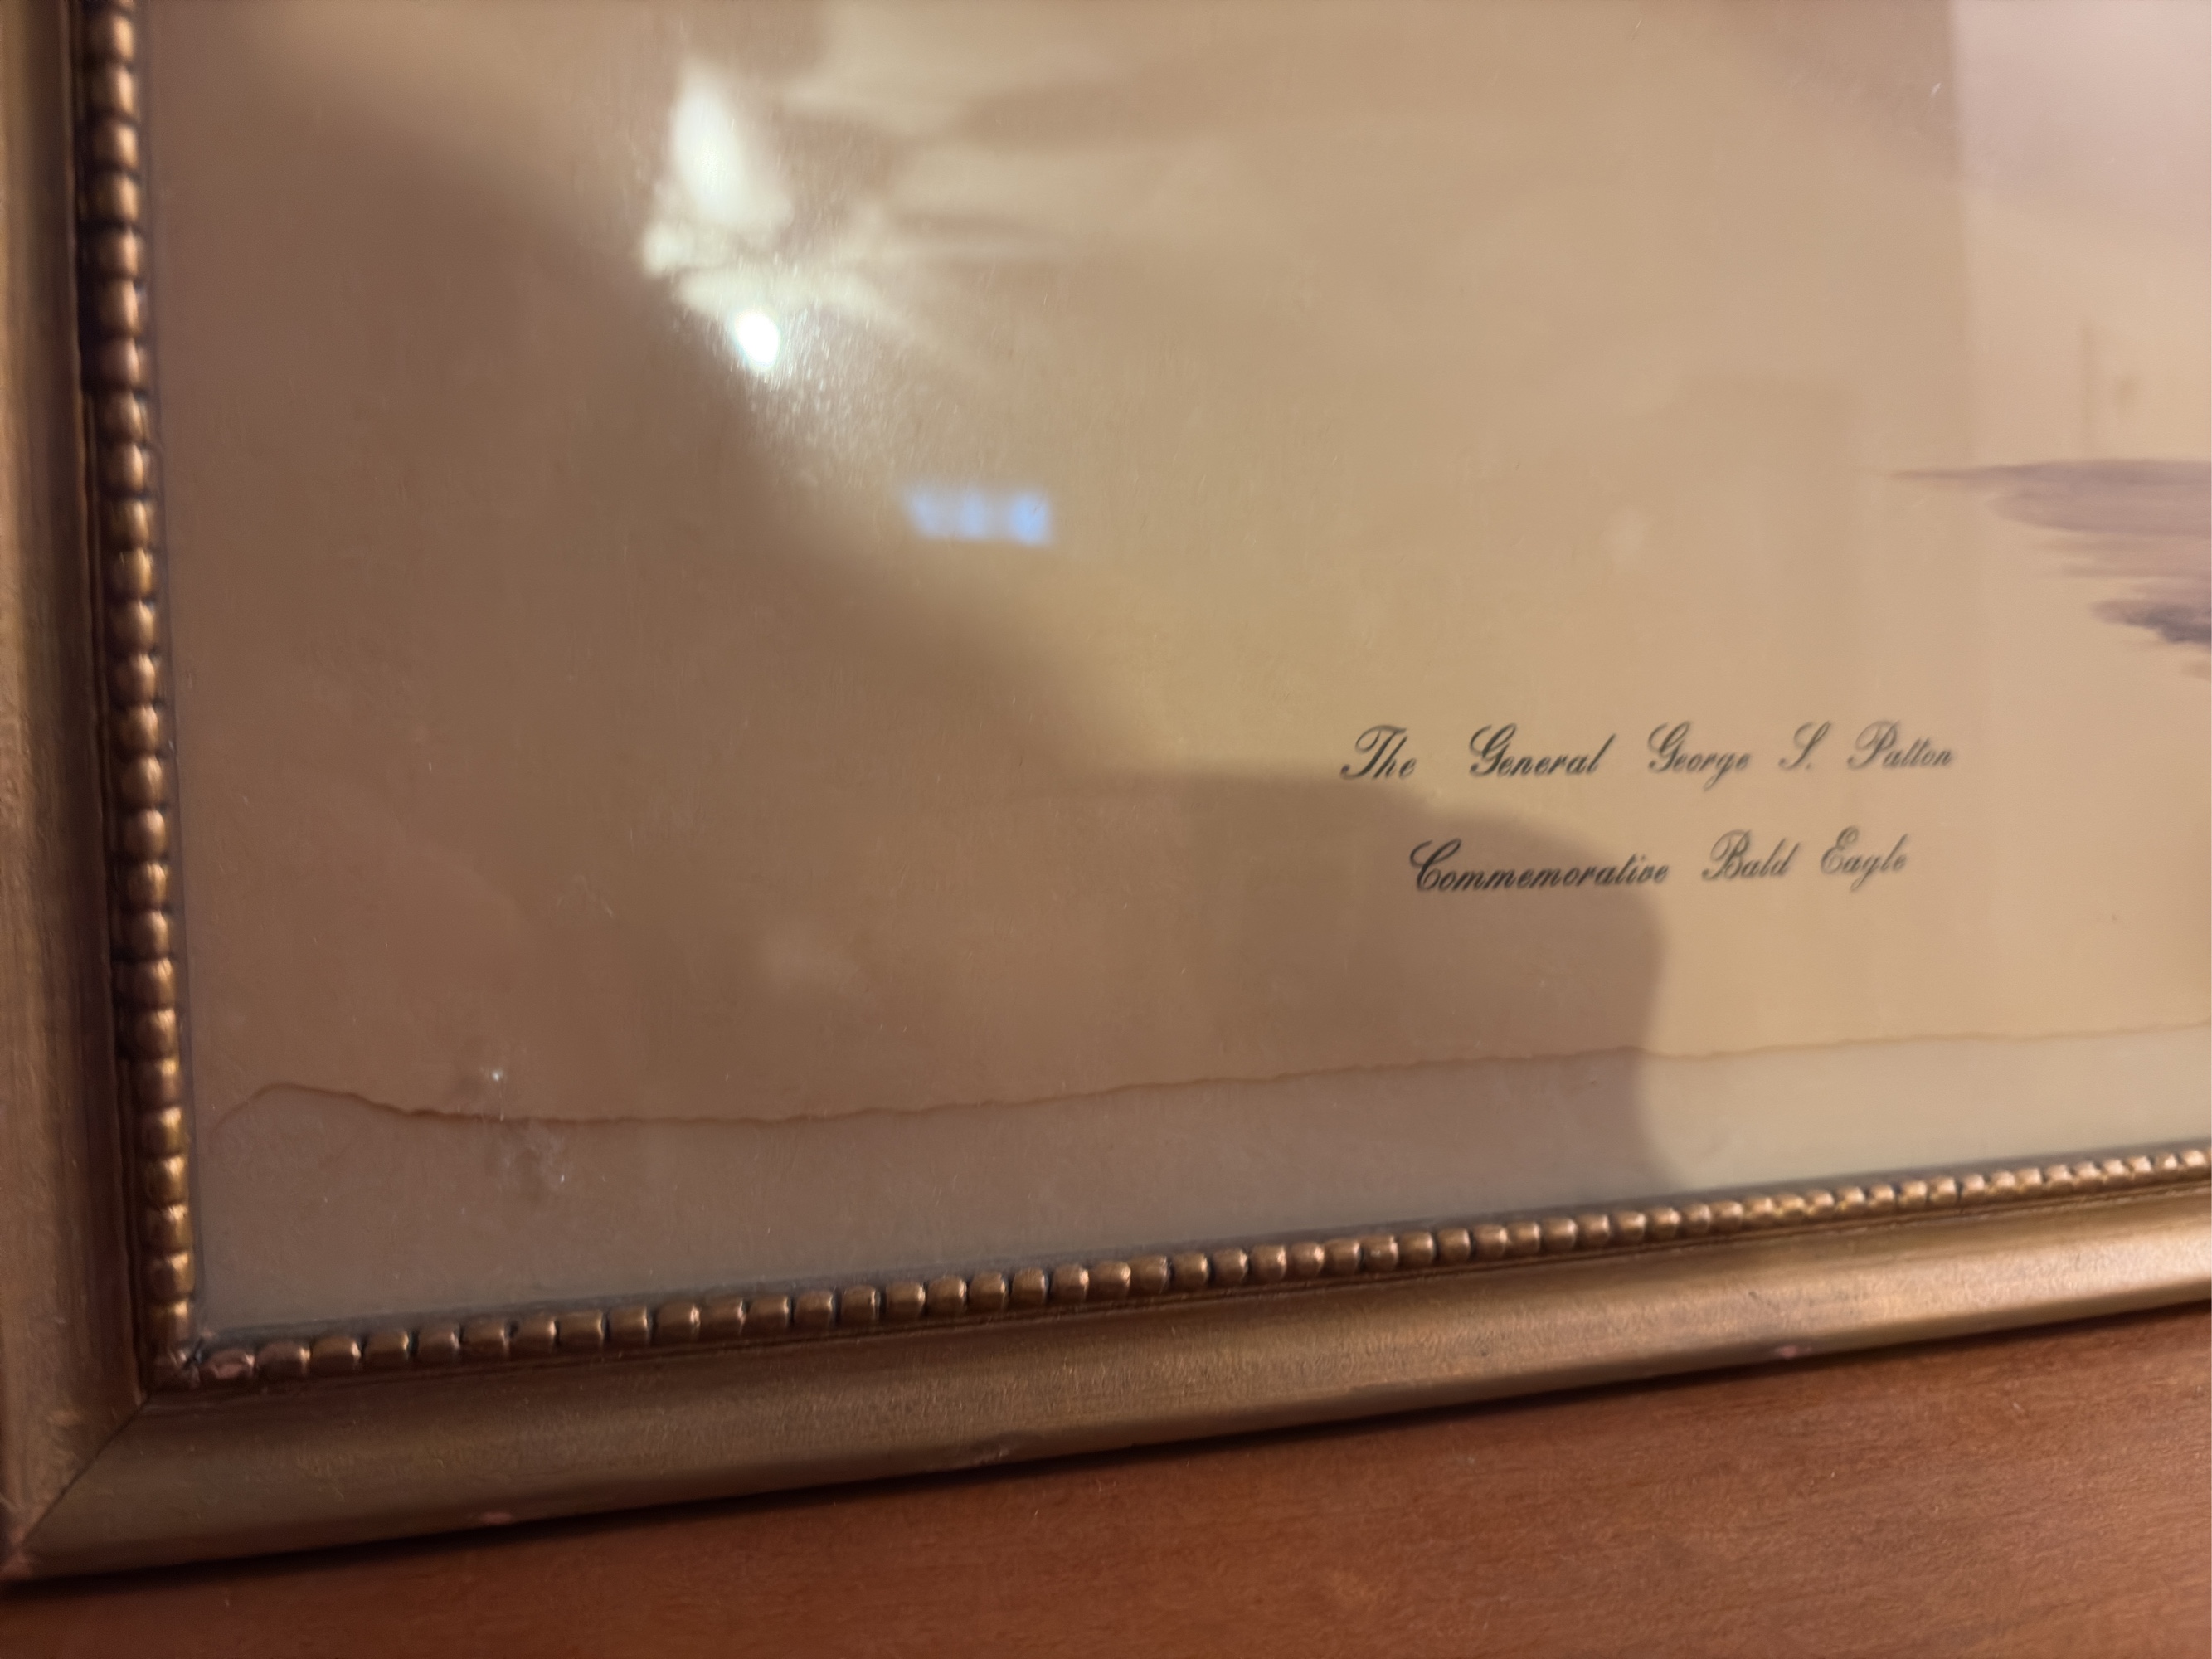 The General George S. Patton
Commemorative Bald Eagle